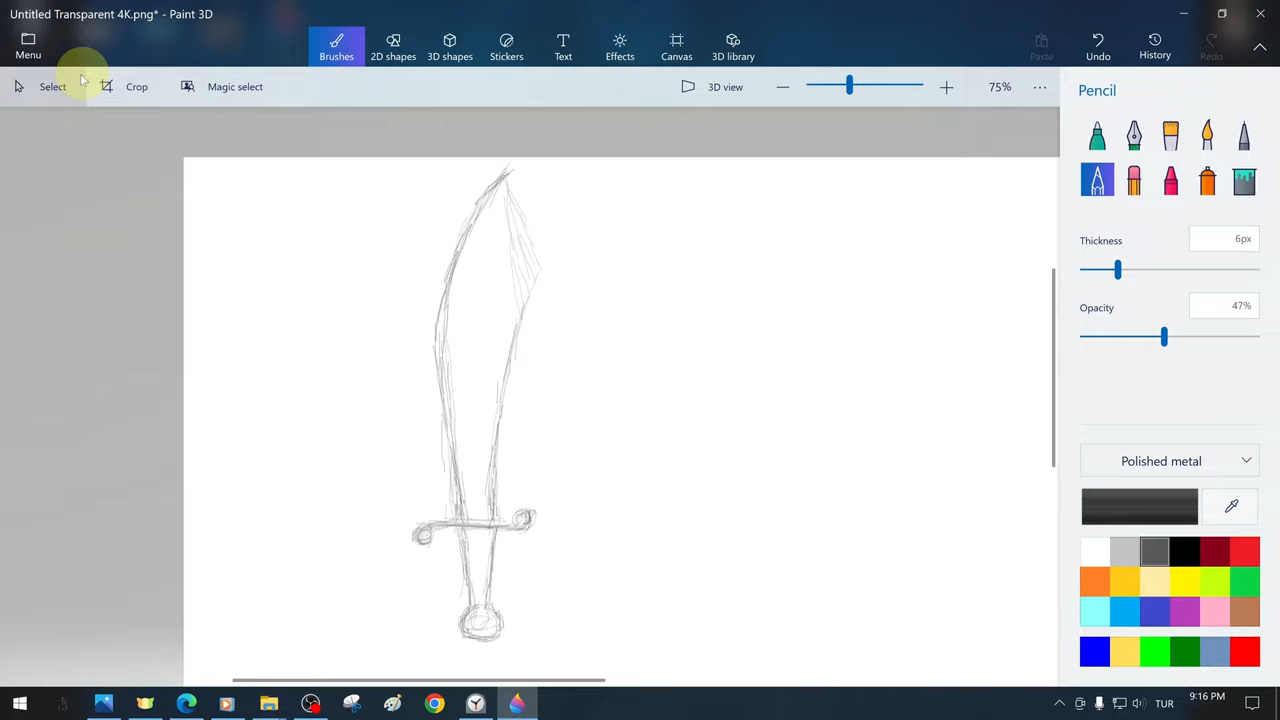 Untitled Transparent 4K.png* - Paint 3D
Menu
Brushes
2D shapes
3D shapes
Stickers
Text
Effects
Canvas
3D library
Paste
Undo
History
Redo
Select
Crop
Magic select
3D view
75%
Pencil
Thickness
6px
Opacity
47%
Polished metal
TUR
9:16 PM